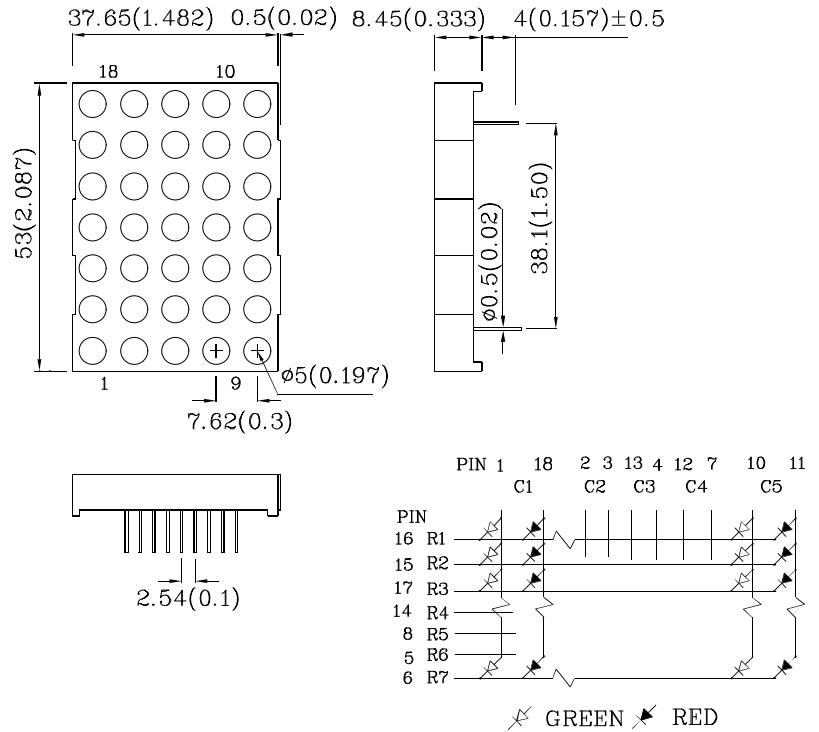 37.65(1.482) 0.5(0.02) 8.45(0.333) 4(0.157)±0.5
18 10
53(2.087)
1 9
ø5(0.197)
7.62(0.3)
ø0.5(0.02)
38.1(1.50)
2.54(0.1)
PIN 1 18 2 3 13 4 12 7 10 11
C1 C2 C3 C4 C5
PIN
16 R1
15 R2
17 R3
14 R4
8 R5
5 R6
6 R7
GREEN RED